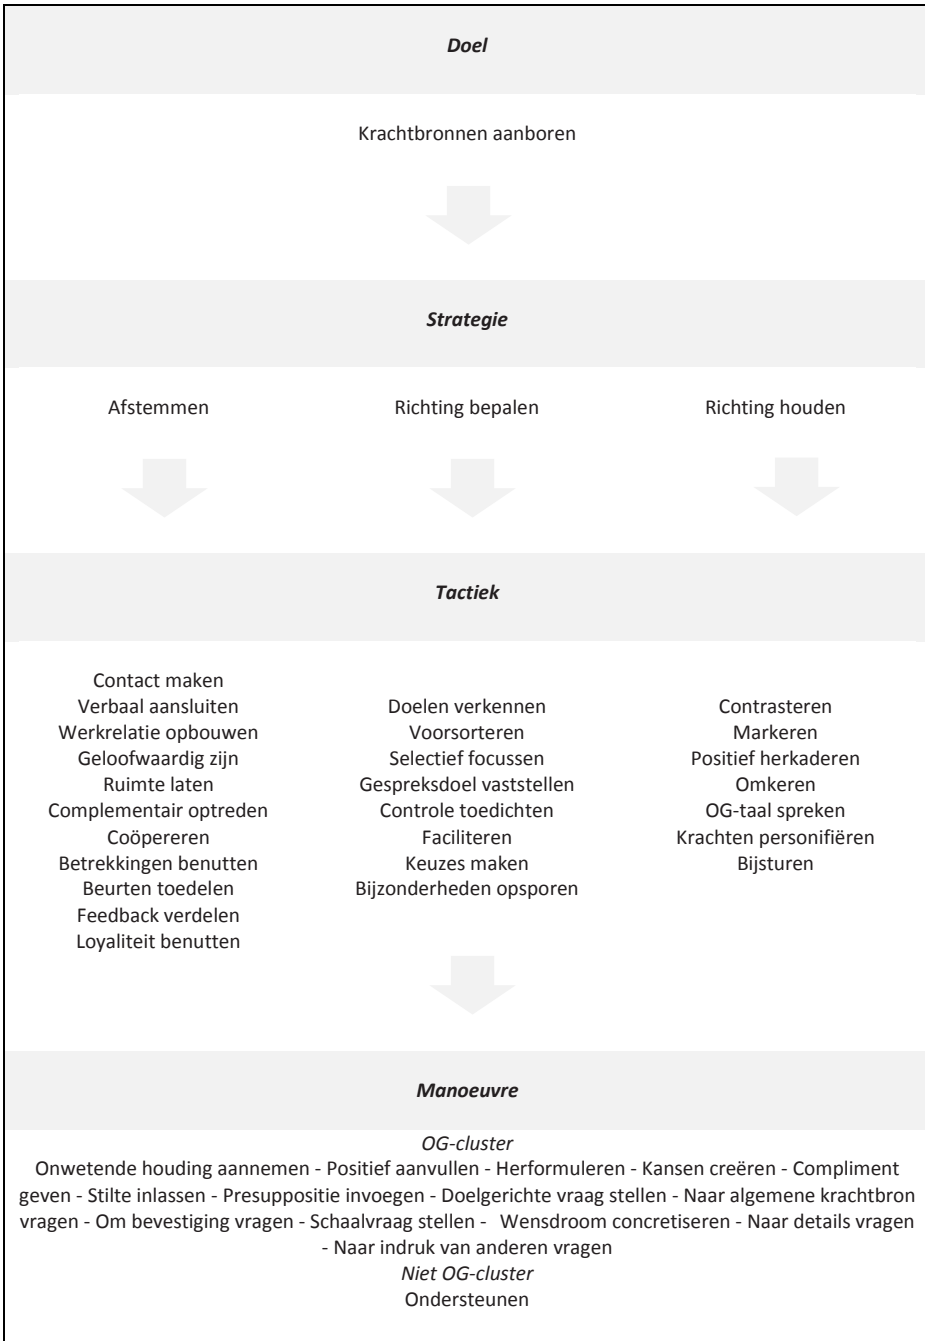 Doel
Krachtbronnen aanboren
Strategie
Afstemmen
Richting bepalen
Richting houden
Tactiek
Contact maken
Verbaal aansluiten
Werkrelatie opbouwen
Geloofwaardig zijn
Ruimte laten
Complementair optreden
Coöpereren
Betrekkingen benutten
Beurten toedelen
Feedback verdelen
Loyaliteit benutten
Doelen verkennen
Voorsorteren
Selectief focussen
Gespreksdoel vaststellen
Controle toedichten
Faciliteren
Keuzes maken
Bijzonderheden opsporen
Contrasteren
Markeren
Positief herkaderen
Omkeren
OG-taal spreken
Krachten personifiëren
Bijsturen
Manoeuvre
OG-cluster
Onwetende houding aannemen - Positief aanvullen - Herformuleren - Kansen creëren - Compliment
geven - Stilte inlassen - Presuppositie invoegen - Doelgerichte vraag stellen - Naar algemene krachtbron
vragen - Om bevestiging vragen - Schaalvraag stellen - Wensdroom concretiseren - Naar details vragen
- Naar indruk van anderen vragen
Niet OG-cluster
Ondersteunen